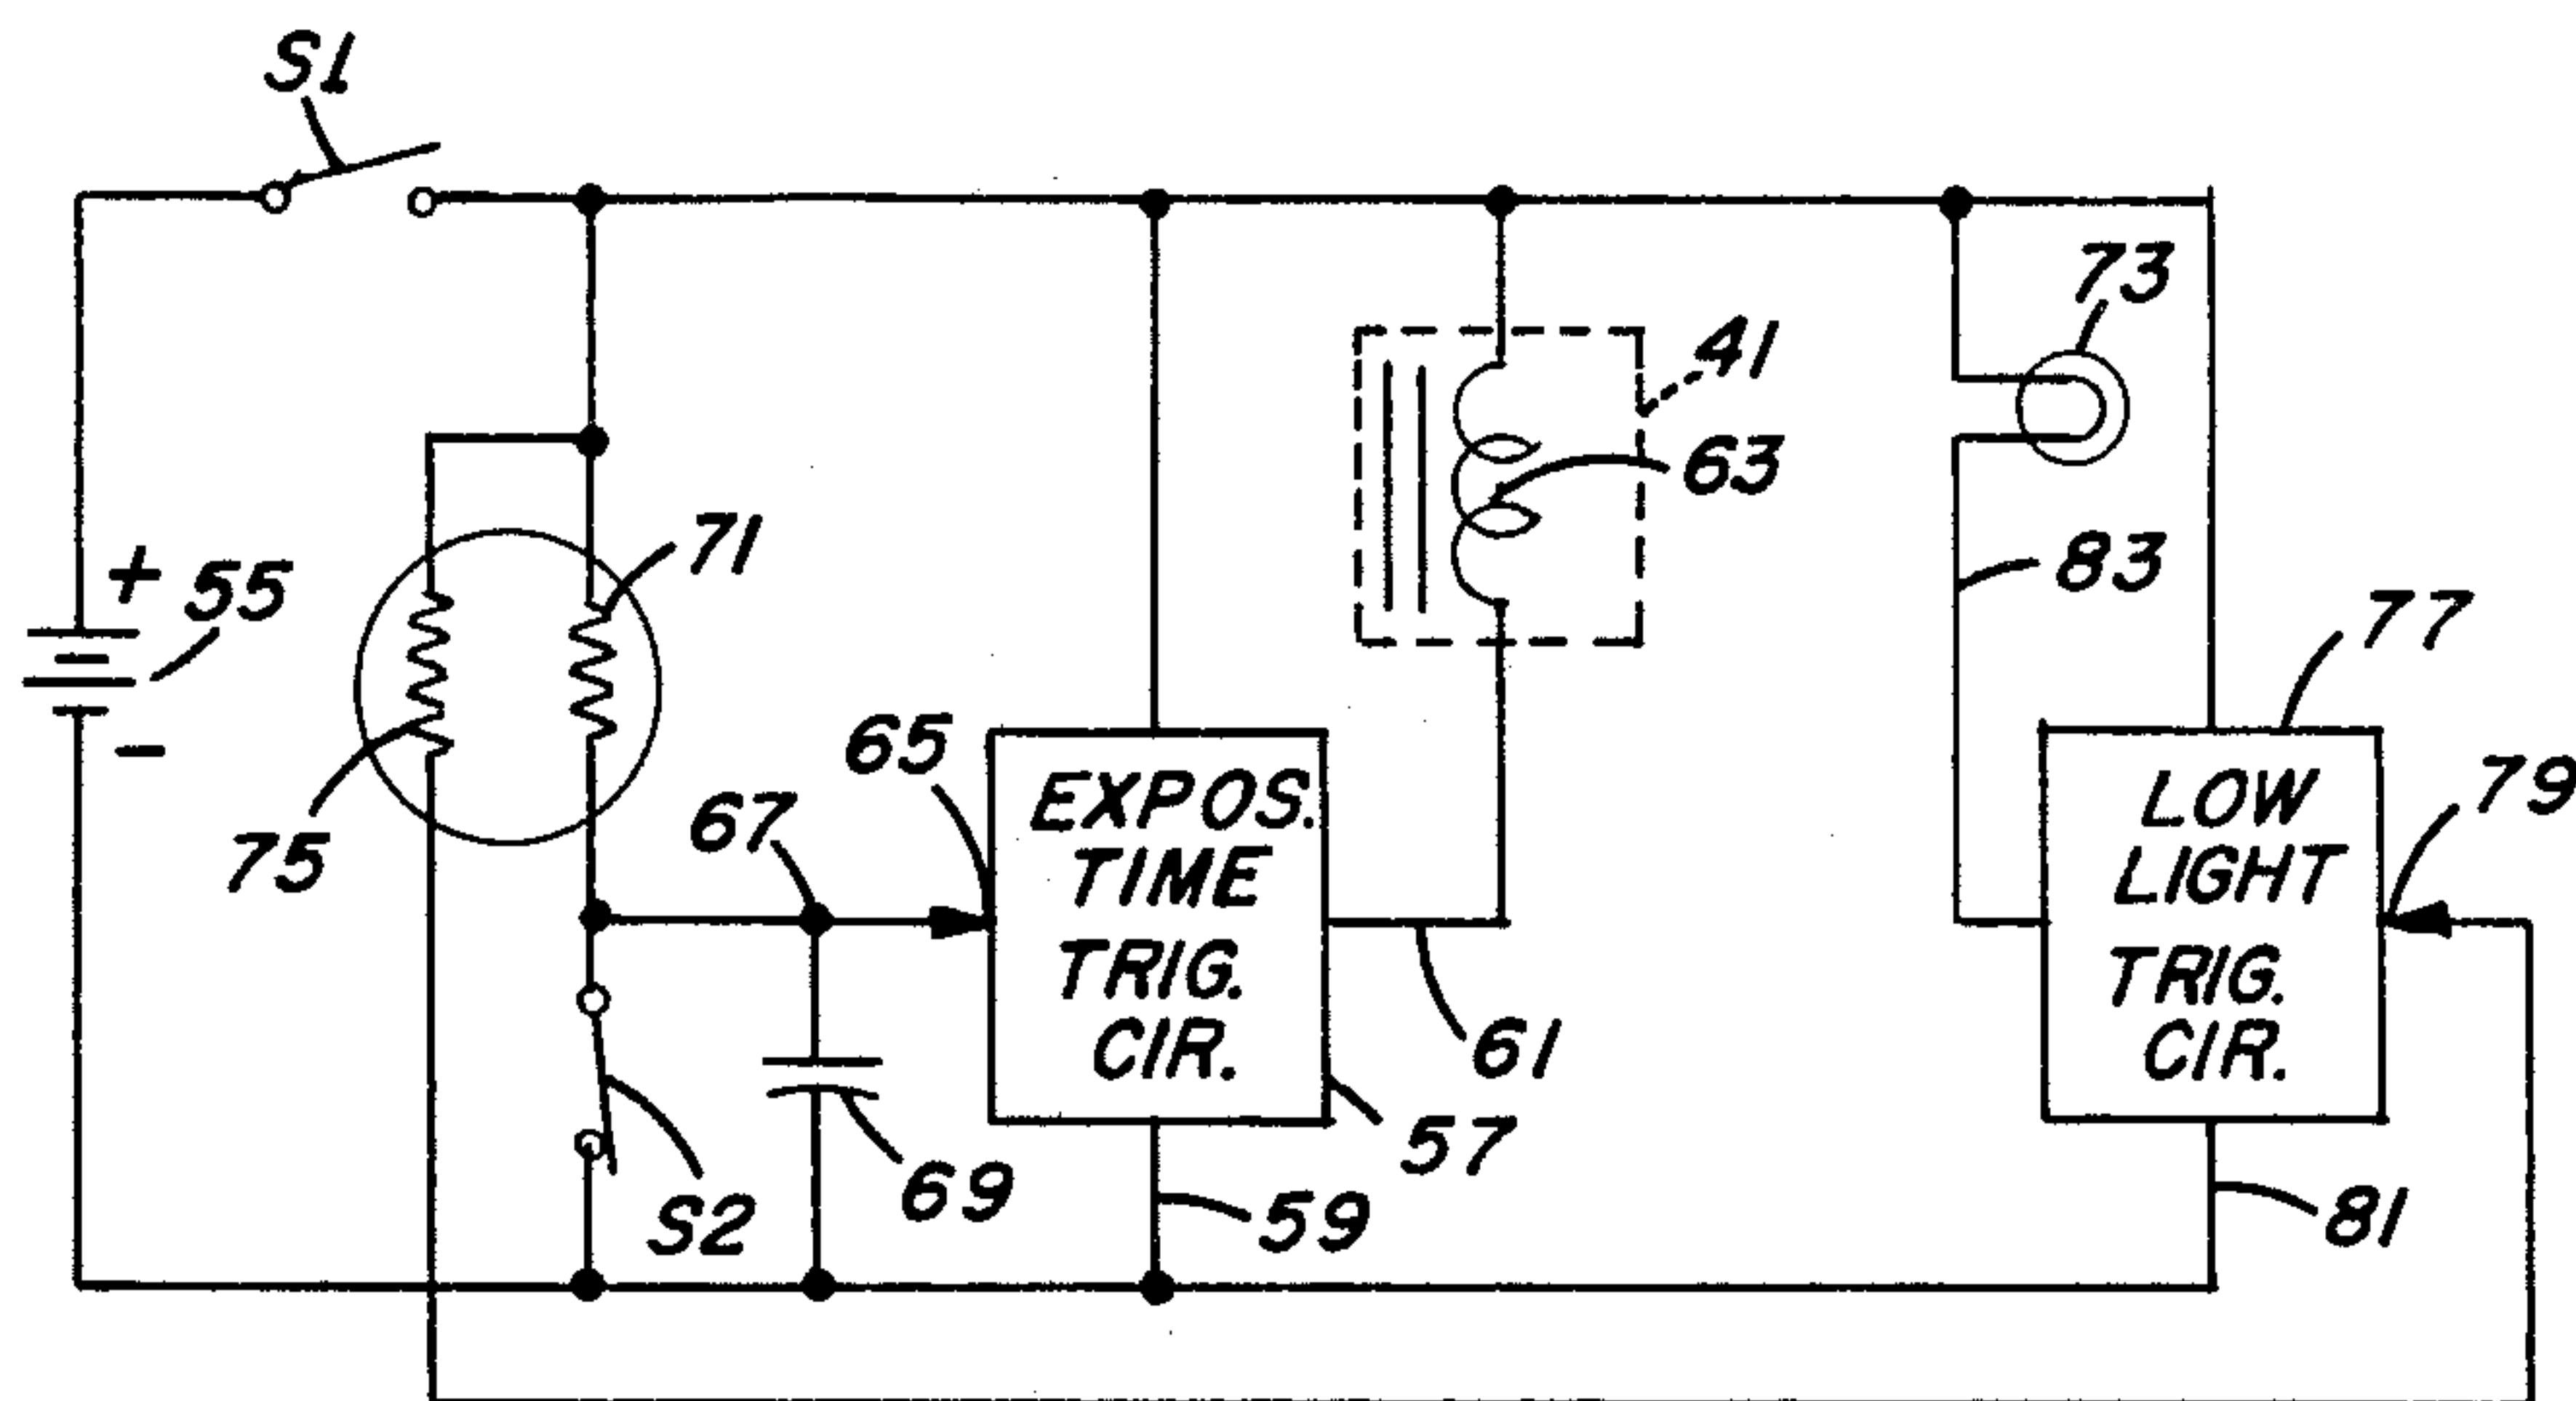 S1
73
41
63
71
+
55
83
77
-
65
EXPOS.
TIME
TRIG.
CIR.
LOW
LIGHT
TRIG.
CIR.
79
67
75
61
57
69
S2
59
81